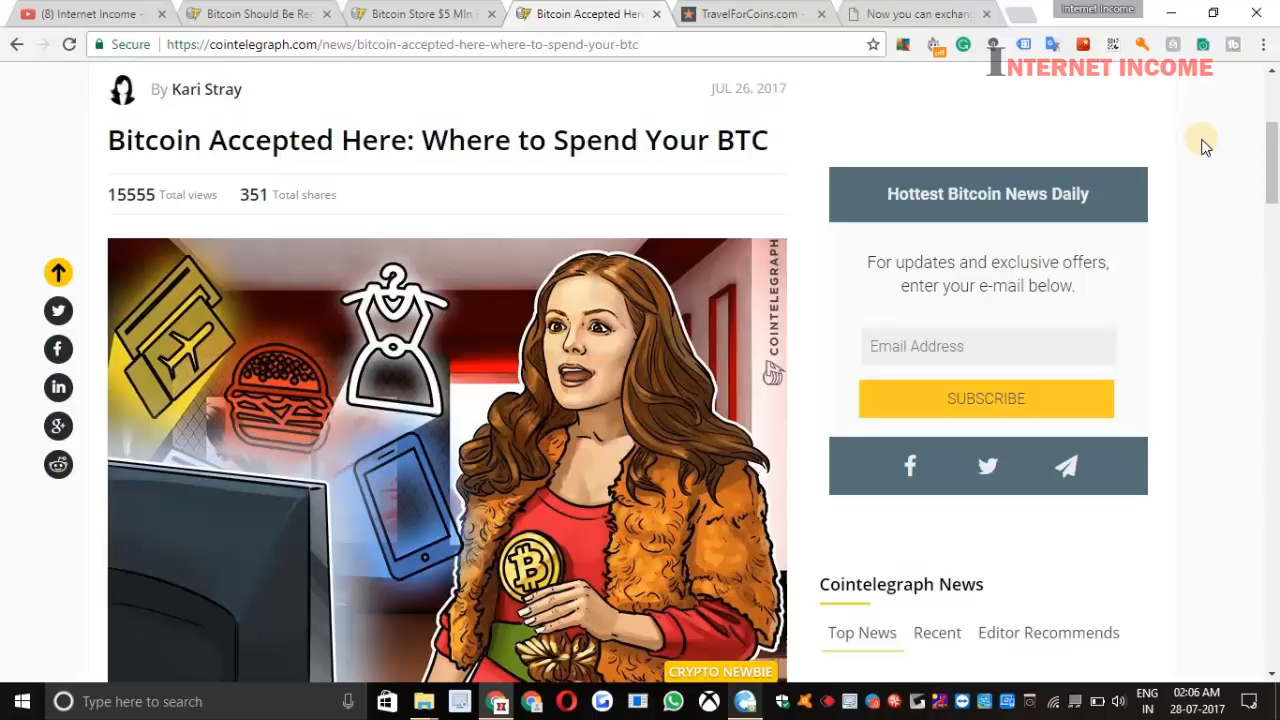 (8) Internet Income -
Bitcoin Should Be Re
Bitcoin Store $5 Mln
Bitcoin Accepted Here
TravelForCoins.com -
Now you can exchan
Internet Income
Secure
https://cointelegraph.com/news/bitcoin-accepted-here-where-to-spend-your-btc
off
INTERNET INCOME
By Kari Stray
JUL 26, 2017
Bitcoin Accepted Here: Where to Spend Your BTC
15555 Total views 351 Total shares
COINTELEGRAPH
CRYPTO NEWBIE
Hottest Bitcoin News Daily
For updates and exclusive offers,
enter your e-mail below.
Email Address
SUBSCRIBE
Cointelegraph News
Top News Recent Editor Recommends
Type here to search
ENG
IN
02:06 AM
28-07-2017